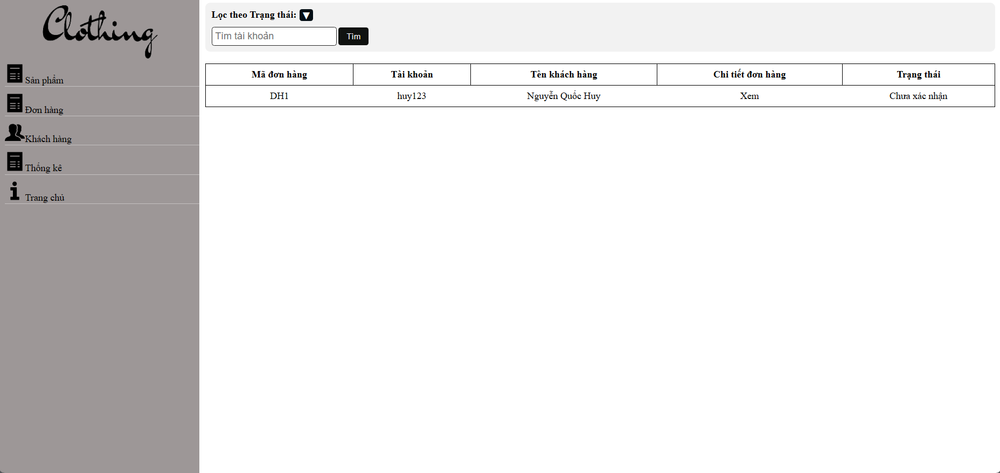 Clothing
Sản phẩm
Đơn hàng
Khách hàng
Thống kê
Trang chủ
Lọc theo Trạng thái: ▼
Tìm tài khoản Tìm
Mã đơn hàng Tài khoản Tên khách hàng Chi tiết đơn hàng Trạng thái
DH1 huy123 Nguyễn Quốc Huy Xem Chưa xác nhận